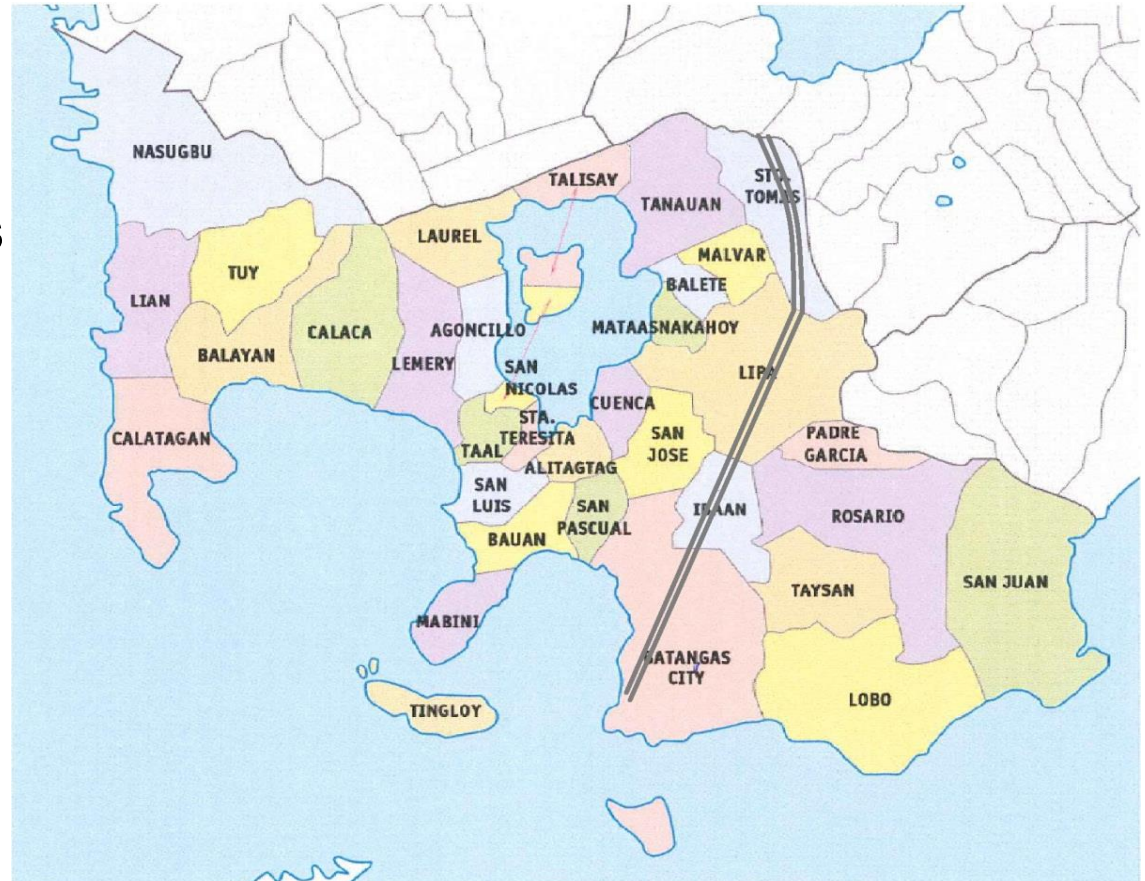 NASUGBU
TALISAY
STO.
TOMAS
TANAUAN
LAUREL
MALVAR
TUY
BALETE
LIAN
AGONCILLO
MATAASNAKAHOY
CALACA
BALAYAN
LEMERY
SAN
NICOLAS
LIPA
CUENCA
STA.
TERESITA
CALATAGAN
SAN
JOSE
PADRE
GARCIA
TAAL
ALITAGTAG
SAN
LUIS
SAN
PASCUAL
IBAAN
ROSARIO
BAUAN
SAN JUAN
TAYSAN
MABINI
BATANGAS
CITY
LOBO
TINGLOY